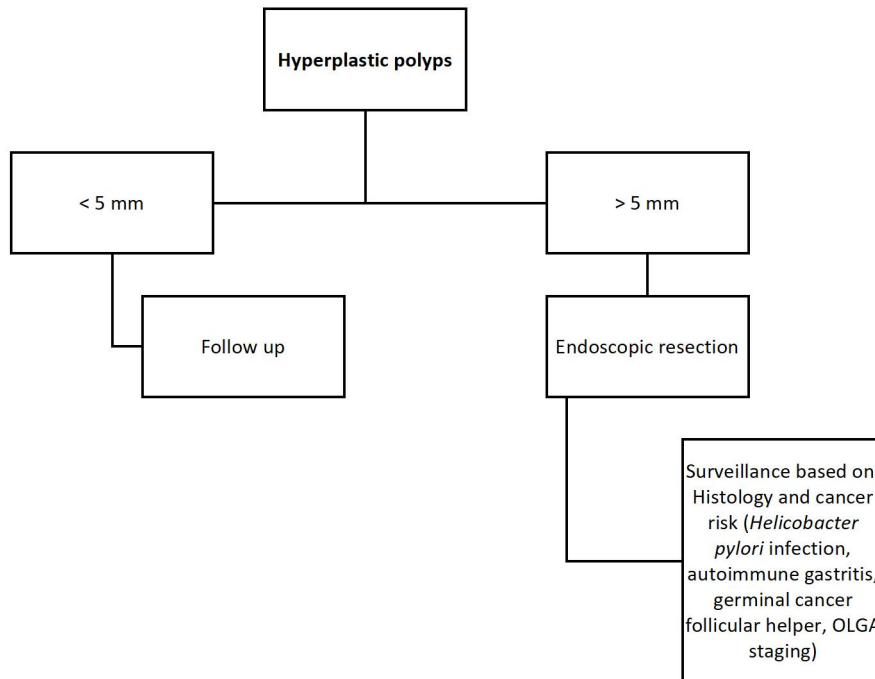 Hyperplastic polyps
< 5 mm
> 5 mm
Follow up
Endoscopic resection
Surveillance based on
Histology and cancer
risk (Helicobacter
pylori infection,
autoimmune gastritis,
germinal cancer
follicular helper, OLGA
staging)